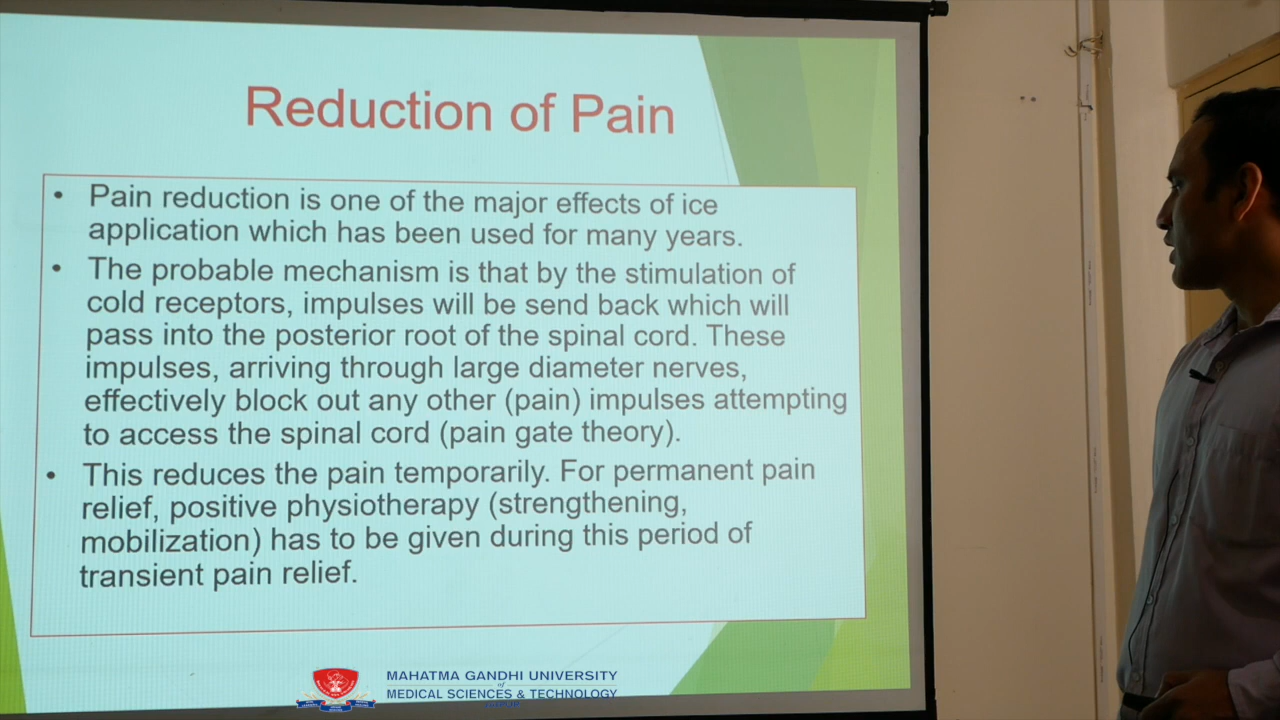 Reduction of Pain
• Pain reduction is one of the major effects of ice
application which has been used for many years.
• The probable mechanism is that by the stimulation of
cold receptors, impulses will be send back which will
pass into the posterior root of the spinal cord. These
impulses, arriving through large diameter nerves,
effectively block out any other (pain) impulses attempting
to access the spinal cord (pain gate theory).
• This reduces the pain temporarily. For permanent pain
relief, positive physiotherapy (strengthening,
mobilization) has to be given during this period of
transient pain relief.
MAHATMA GANDHI UNIVERSITY
of
MEDICAL SCIENCES & TECHNOLOGY
JAIPUR